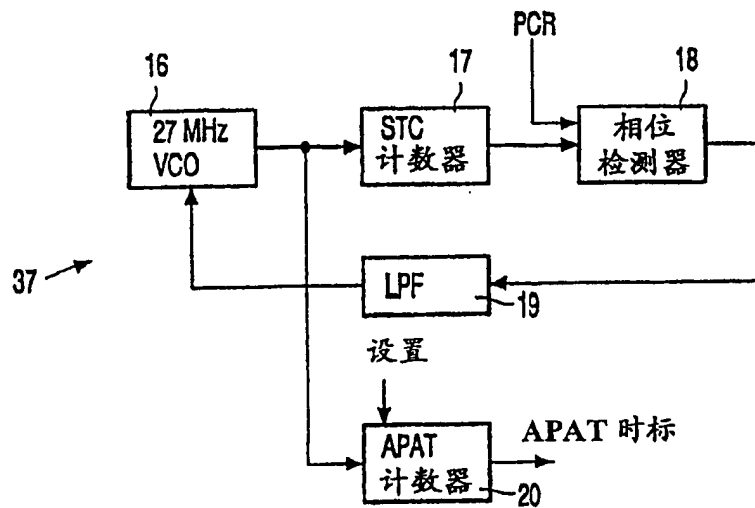 PCR
16
17
18
27 MHz
VCO
STC
计数器
相位
检测器
37
LPF
19
设置
APAT
计数器
APAT 时标
20